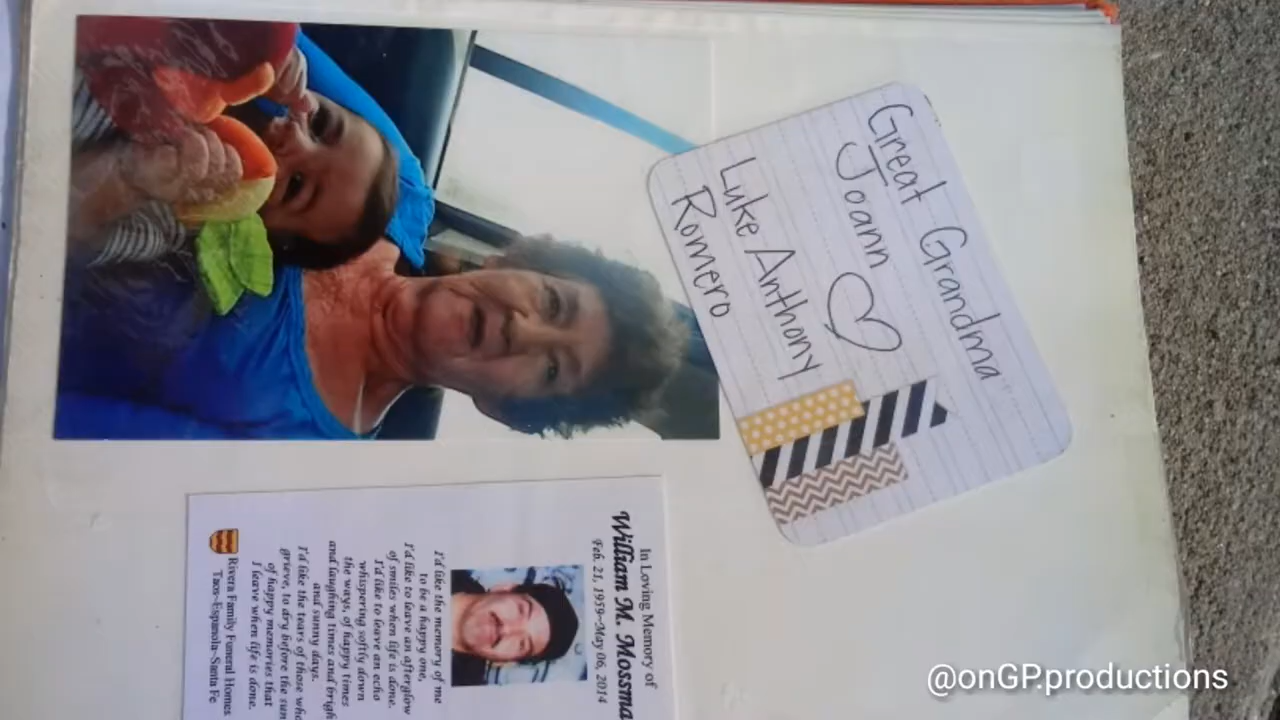 Great Grandma
Joann ♡
Luke Anthony
Romero
In Loving Memory of
William M. Mossma
Feb. 21, 1959~May 06, 2014
I'd like the memory of me
to be a happy one,
I'd like to leave an afterglow
of smiles when life is done.
I'd like to leave an echo
whispering softly down
the ways, of happy times
and laughing times and brigh
and sunny days.
I'd like the tears of those who
grieve, to dry before the sun
of happy memories that
I leave when life is done.
Rivera Family Funeral Homes
Taos~Espanola~Santa Fe
@onGP.productions